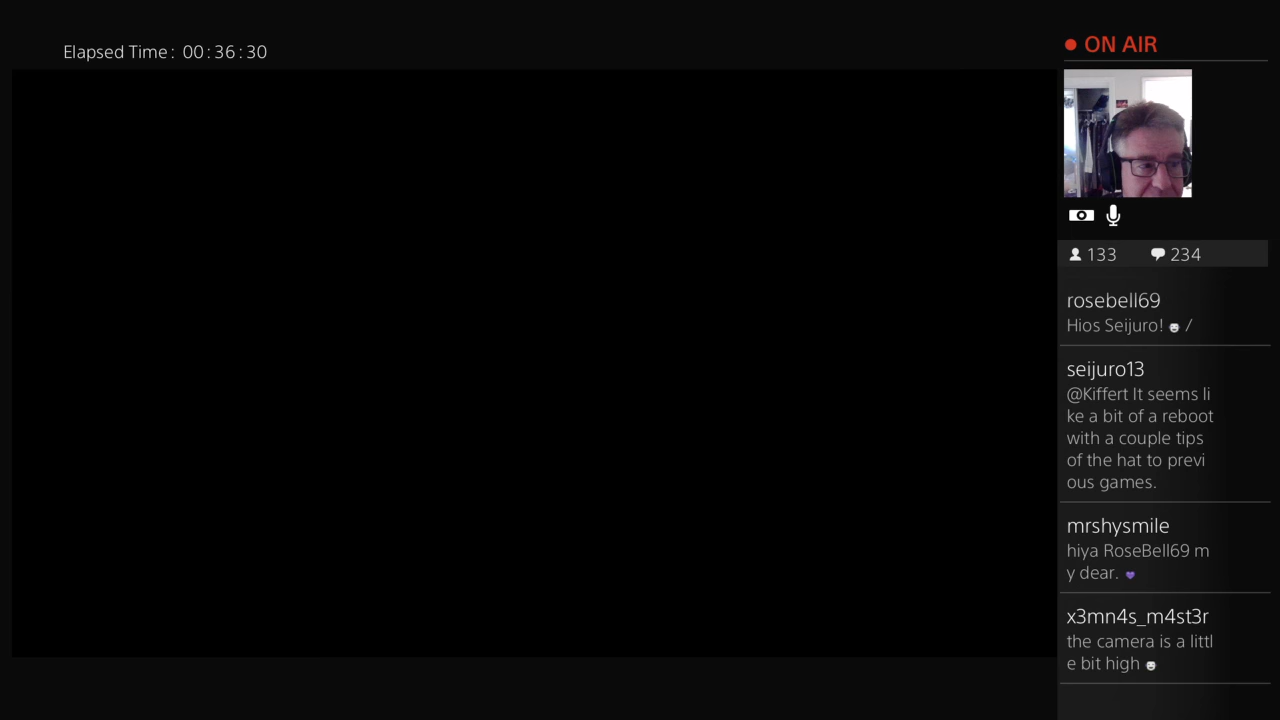 Elapsed Time: 00:36:30
ON AIR
133 234
rosebell69
Hios Seijuro! /
seijuro13
@Kiffert It seems li
ke a bit of a reboot
with a couple tips
of the hat to previ
ous games.
mrshysmile
hiya RoseBell69 m
y dear.
x3mn4s_m4st3r
the camera is a littl
e bit high